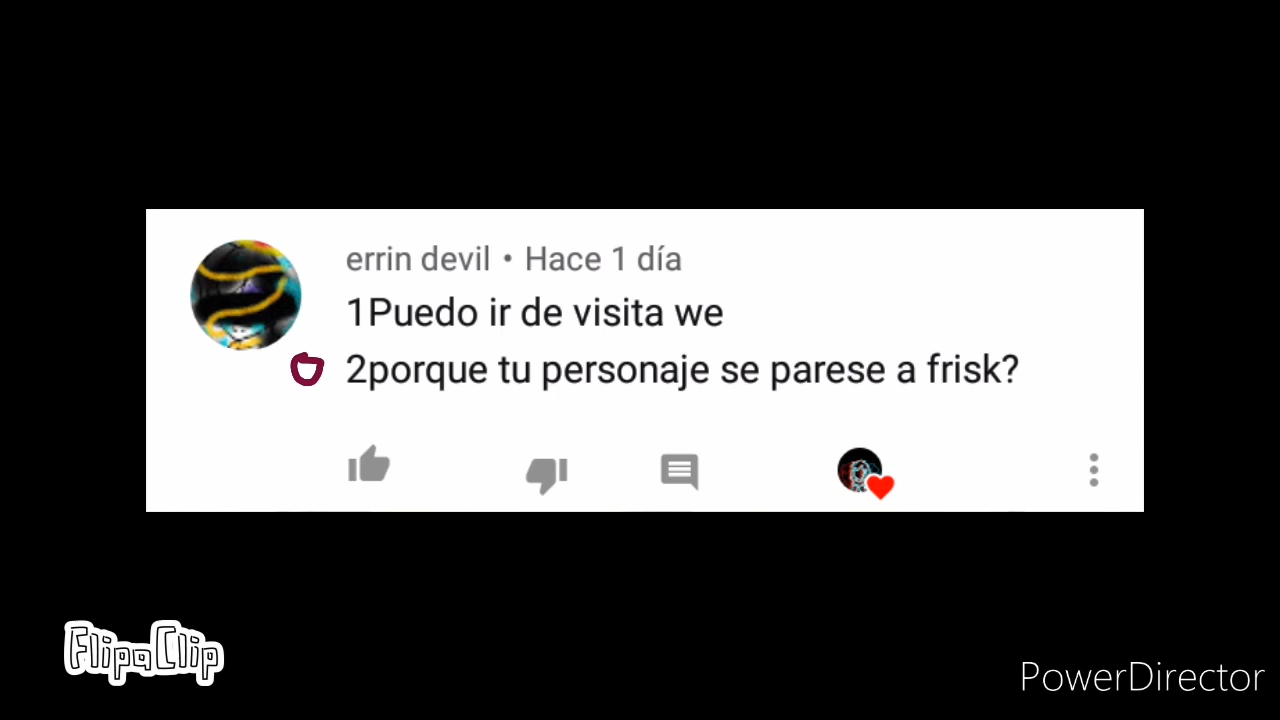 errin devil • Hace 1 día
1Puedo ir de visita we
2porque tu personaje se parese a frisk?
FlipaClip
PowerDirector